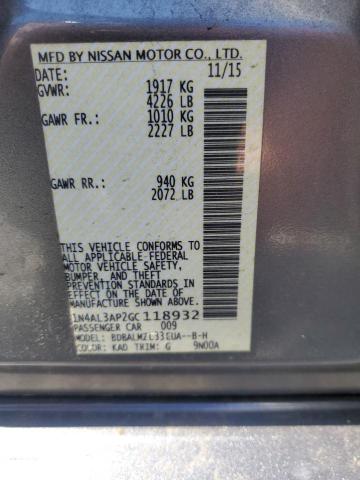 MFD BY NISSAN MOTOR CO., LTD.
DATE: 11/15
GVWR: 1917 KG
4226 LB
GAWR FR: 1010 KG
2227 LB
GAWR RR: 940 KG
2072 LB
THIS VEHICLE CONFORMS TO
ALL APPLICABLE FEDERAL
MOTOR VEHICLE SAFETY,
BUMPER, AND THEFT
PREVENTION STANDARDS IN
EFFECT ON THE DATE OF
MANUFACTURE SHOWN ABOVE.
1N4AL3AP2GC118932
PASSENGER CAR 009
MODEL:
COLOR: KAD TRIM: G 9N00A